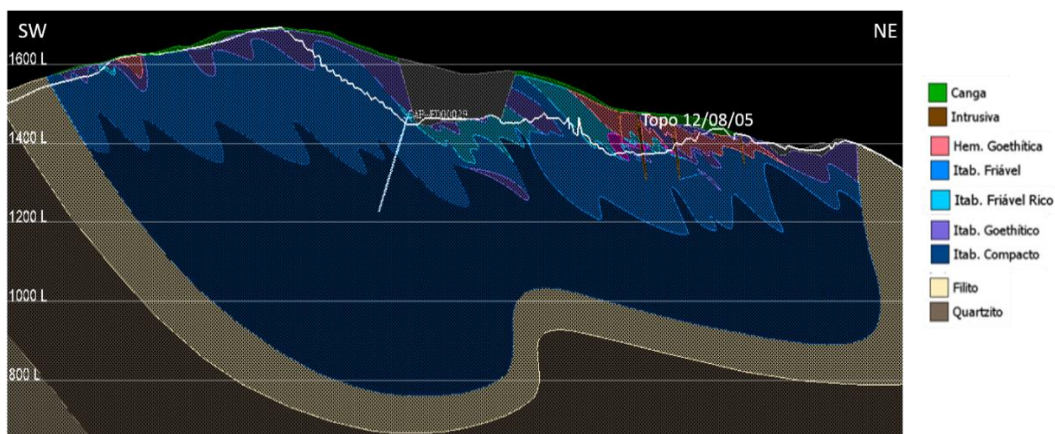 SW
NE
1600 L
1400 L
1200 L
1000 L
800 L
Topo 12/08/05
Canga
Intrusiva
Hem. Goethítica
Itab. Friável
Itab. Friável Rico
Itab. Goethítico
Itab. Compacto
Filito
Quartzito